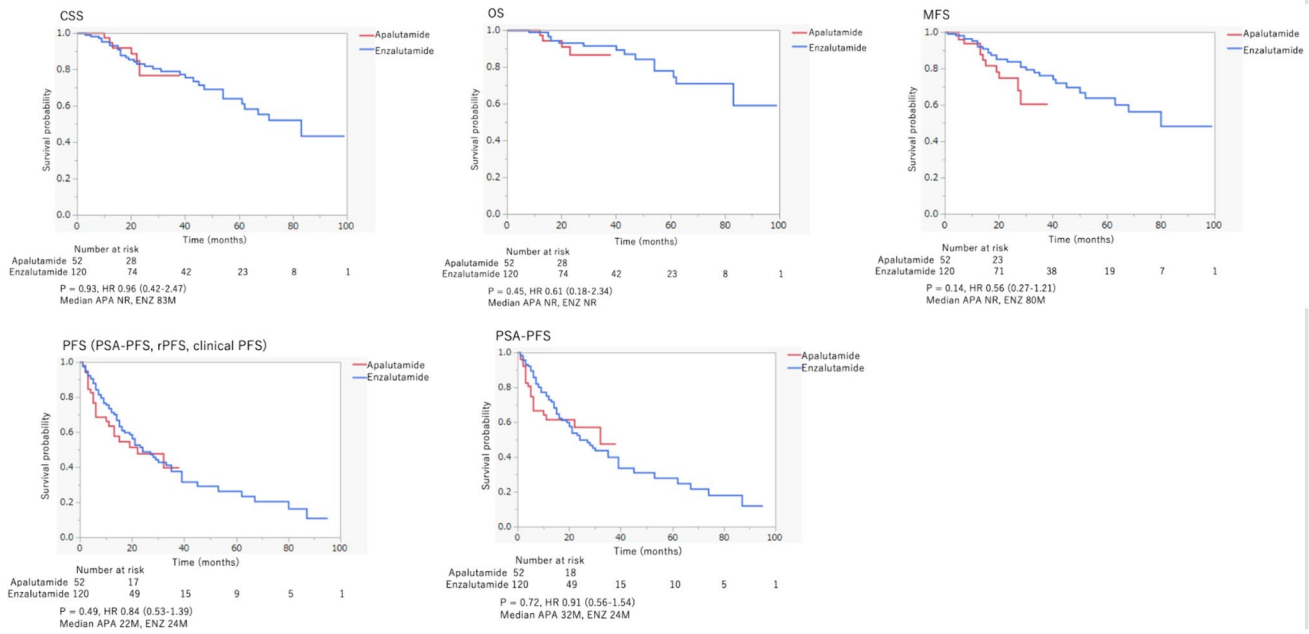 CSS
Apalutamide
Enzalutamide
Survival probability
1.0
0.8
0.6
0.4
0.2
0.0
0 20 40 60 80 100
Time (months)
Number at risk
Apalutamide 52 28
Enzalutamide 120 74 42 23 8 1
P = 0.93, HR 0.96 (0.42-2.47)
Median APA NR, ENZ 83M
OS
Apalutamide
Enzalutamide
Survival probability
1.0
0.8
0.6
0.4
0.2
0.0
0 20 40 60 80 100
Time (months)
Number at risk
Apalutamide 52 28
Enzalutamide 120 74 42 23 8 1
P = 0.45, HR 0.61 (0.18-2.34)
Median APA NR, ENZ NR
MFS
Apalutamide
Enzalutamide
Survival probability
1.0
0.8
0.6
0.4
0.2
0.0
0 20 40 60 80 100
Time (months)
Number at risk
Apalutamide 52 23
Enzalutamide 120 71 38 19 7 1
P = 0.14, HR 0.56 (0.27-1.21)
Median APA NR, ENZ 80M
PFS (PSA-PFS, rPFS, clinical PFS)
Apalutamide
Enzalutamide
Survival probability
1.0
0.8
0.6
0.4
0.2
0.0
0 20 40 60 80 100
Time (months)
Number at risk
Apalutamide 52 17
Enzalutamide 120 49 15 9 5 1
P = 0.49, HR 0.84 (0.53-1.39)
Median APA 22M, ENZ 24M
PSA-PFS
Apalutamide
Enzalutamide
Survival probability
1.0
0.8
0.6
0.4
0.2
0.0
0 20 40 60 80 100
Time (months)
Number at risk
Apalutamide 52 18
Enzalutamide 120 49 15 10 5 1
P = 0.72, HR 0.91 (0.56-1.54)
Median APA 32M, ENZ 24M